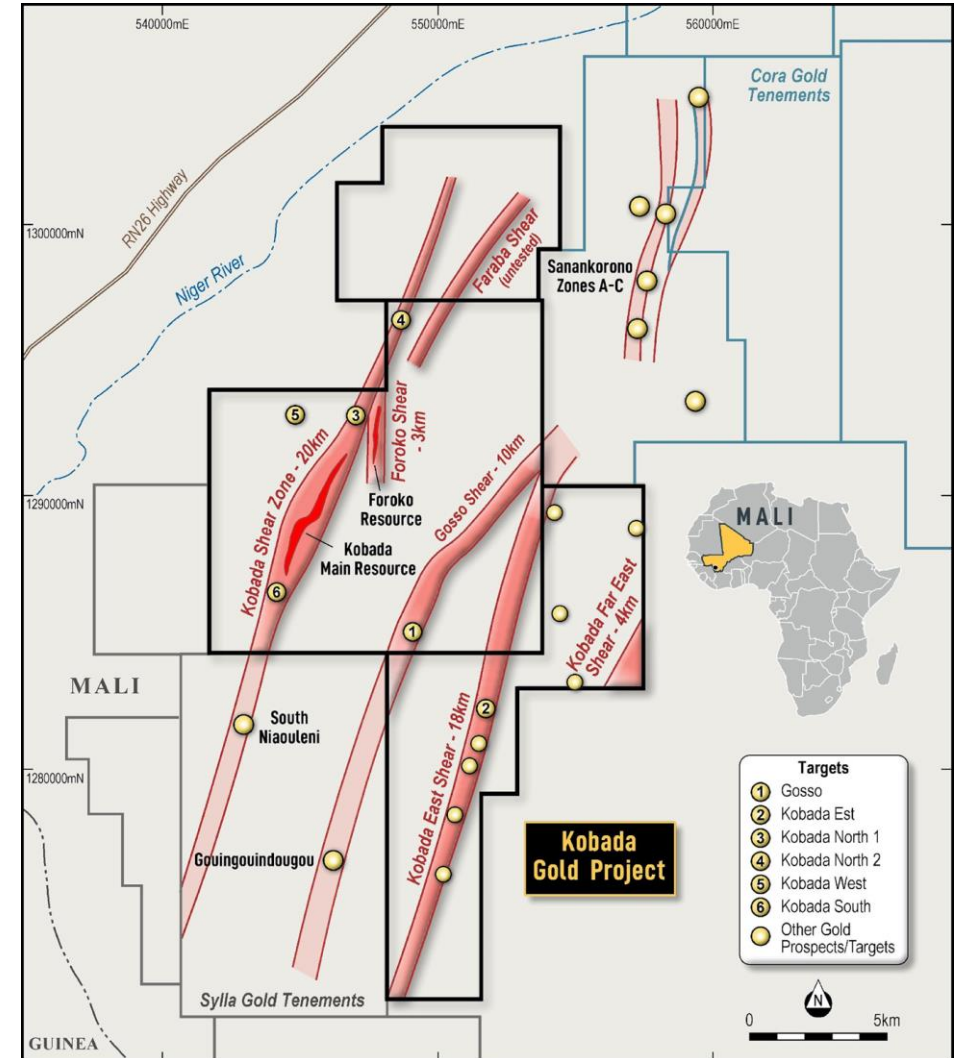 540000mE
550000mE
560000mE
Cora Gold
Tenements
RN26 Highway
1300000mN
Niger River
Faraba Shear
(untested)
Sanankorono
Zones A-C
4
5
3
Kobada Shear Zone - 20km
Foroko Shear
- 3km
Gosso Shear - 10km
1290000mN
Foroko
Resource
MALI
Kobada
Main Resource
6
1
Kobada Far East
Shear - 4km
MALI
South
Niaouleni
2
Kobada East Shear - 18km
1280000mN
Gouingouindougou
Kobada
Gold Project
Targets
1 Gosso
2 Kobada Est
3 Kobada North 1
4 Kobada North 2
5 Kobada West
6 Kobada South
Other Gold
Prospects/Targets
N
0 5km
Sylla Gold Tenements
GUINEA